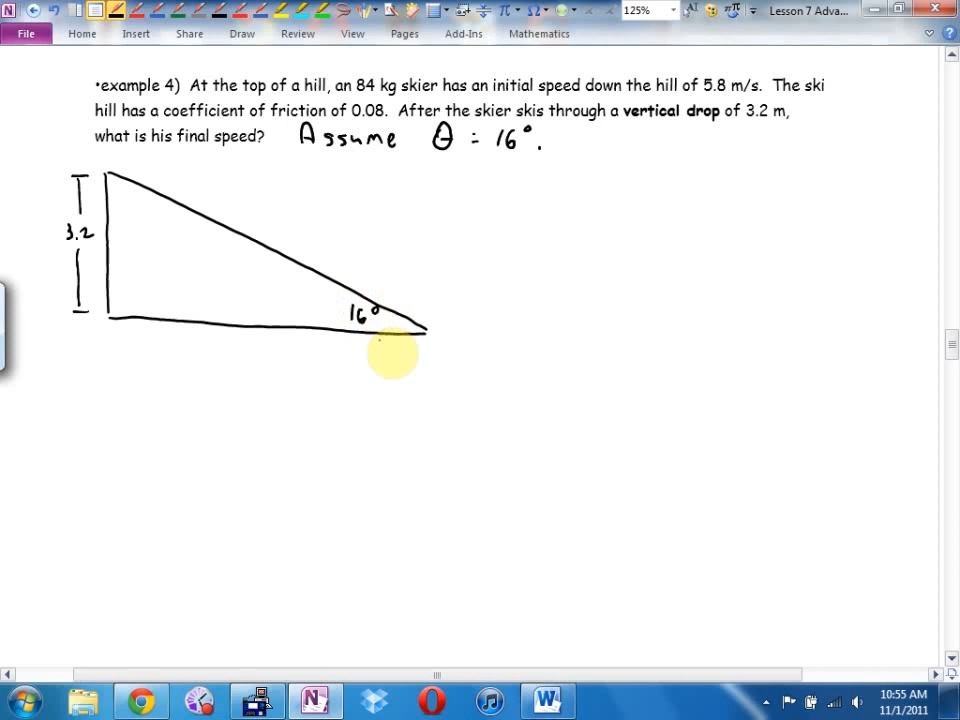 125%
Lesson 7 Adva...
File Home Insert Share Draw Review View Pages Add-Ins Mathematics
•example 4) At the top of a hill, an 84 kg skier has an initial speed down the hill of 5.8 m/s. The ski
hill has a coefficient of friction of 0.08. After the skier skis through a vertical drop of 3.2 m,
what is his final speed? Assume θ = 16°.
3.2
16°
10:55 AM
11/1/2011